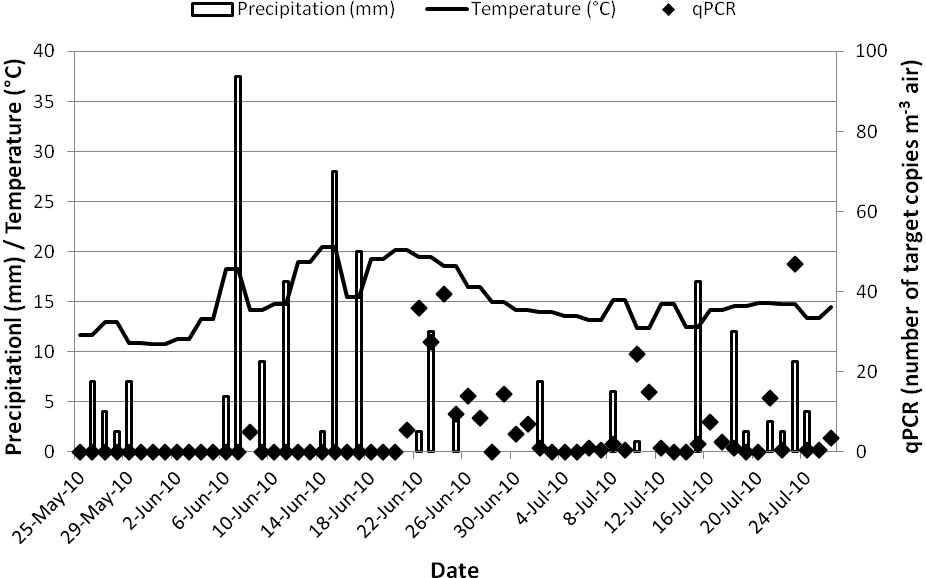 Precipitation (mm) Temperature (°C) qPCR
Precipitationl (mm) / Temperature (°C)
40
35
30
25
20
15
10
5
0
100
80
60
40
20
0
qPCR (number of target copies m-3 air)
25-May-10
29-May-10
2-Jun-10
6-Jun-10
10-Jun-10
14-Jun-10
18-Jun-10
22-Jun-10
26-Jun-10
30-Jun-10
4-Jul-10
8-Jul-10
12-Jul-10
16-Jul-10
20-Jul-10
24-Jul-10
Date